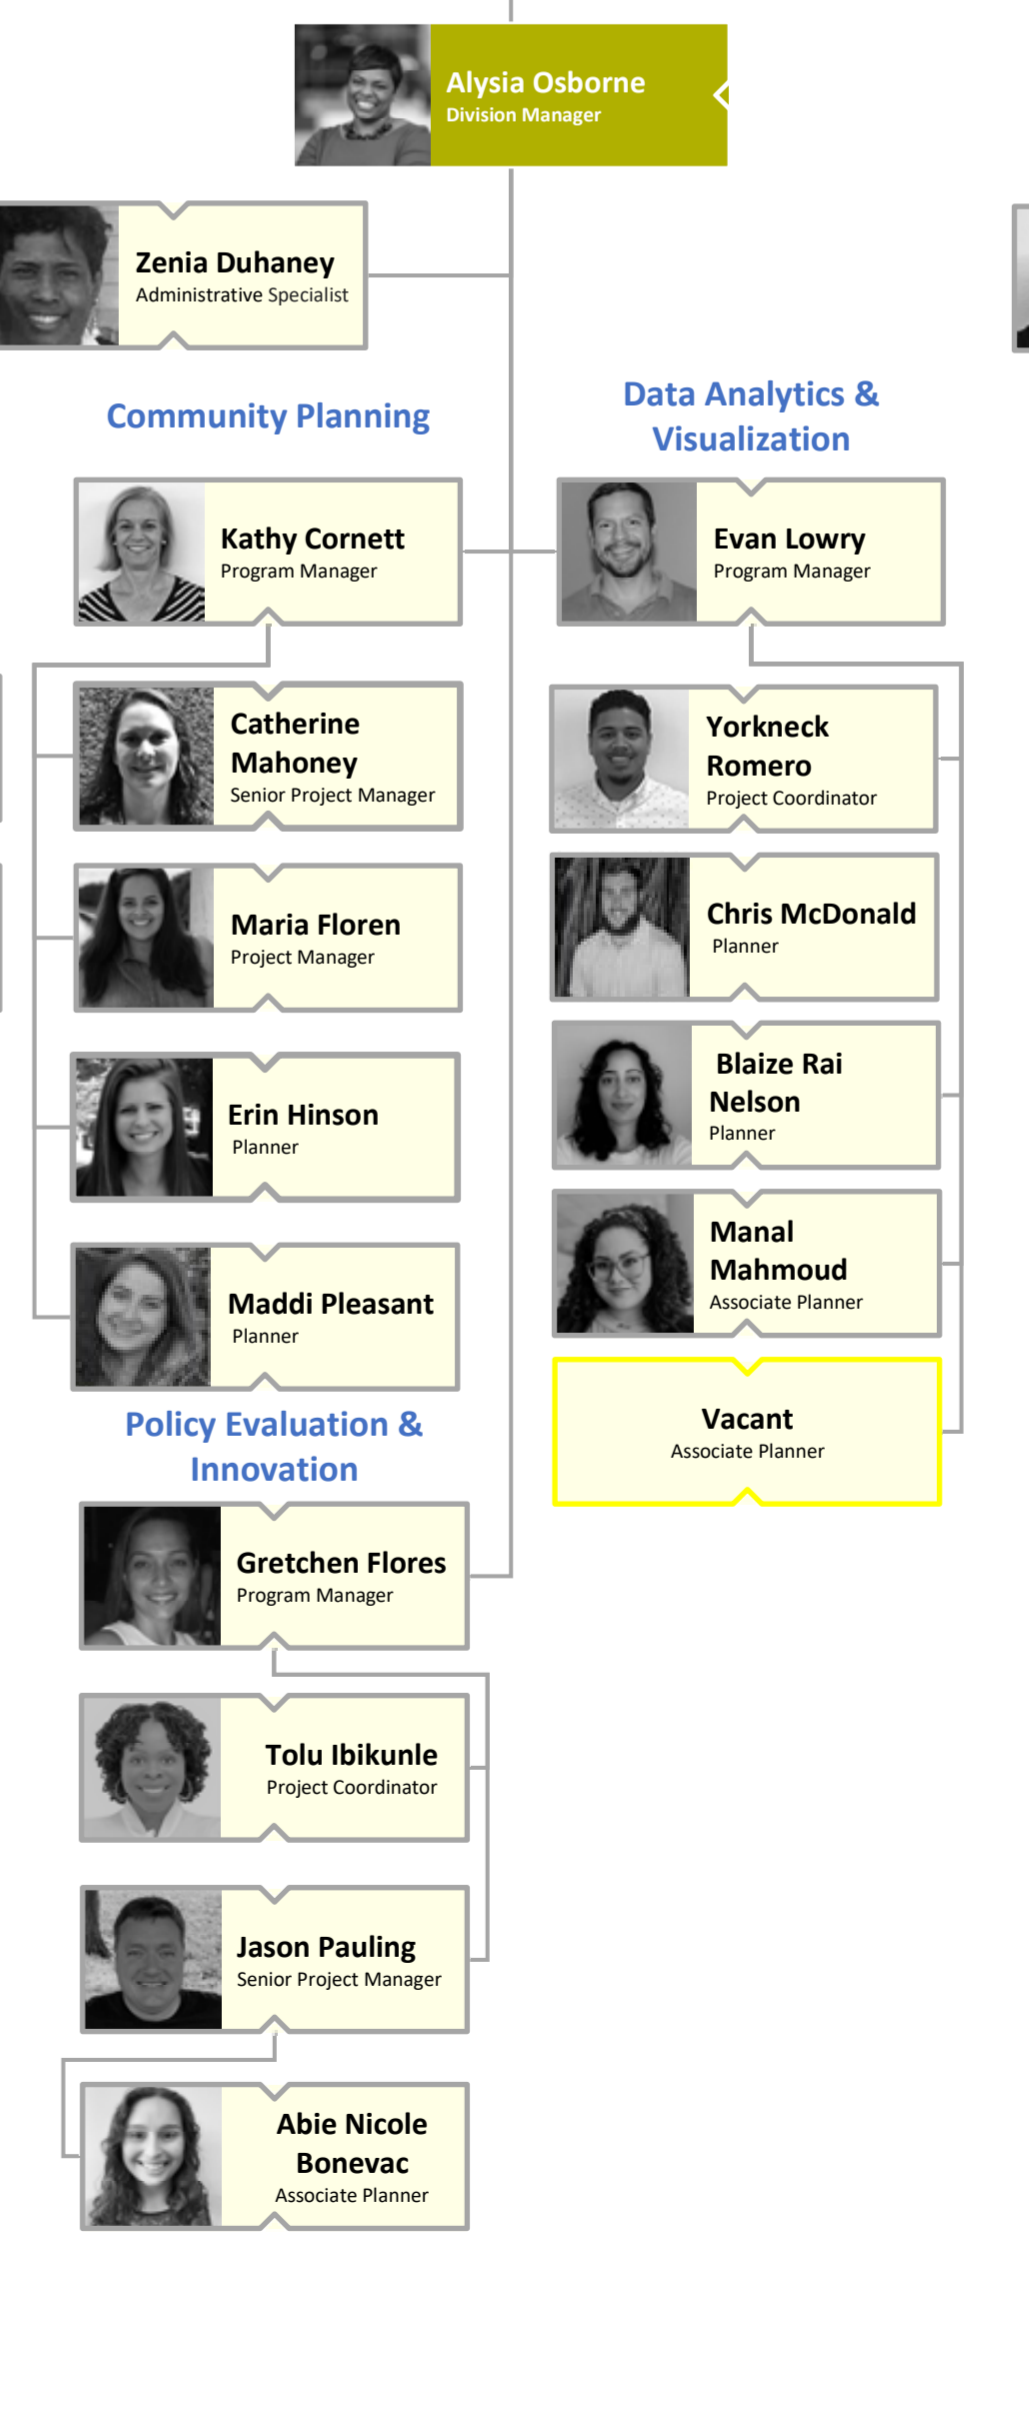 Alysia Osborne
Division Manager
Zenia Duhaney
Administrative Specialist
Community Planning
Kathy Cornett
Program Manager
Catherine
Mahoney
Senior Project Manager
Maria Floren
Project Manager
Erin Hinson
Planner
Maddi Pleasant
Planner
Data Analytics &
Visualization
Evan Lowry
Program Manager
Yorkneck
Romero
Project Coordinator
Chris McDonald
Planner
Blaize Rai
Nelson
Planner
Manal
Mahmoud
Associate Planner
Vacant
Associate Planner
Policy Evaluation &
Innovation
Gretchen Flores
Program Manager
Tolu Ibikunle
Project Coordinator
Jason Pauling
Senior Project Manager
Abie Nicole
Bonevac
Associate Planner